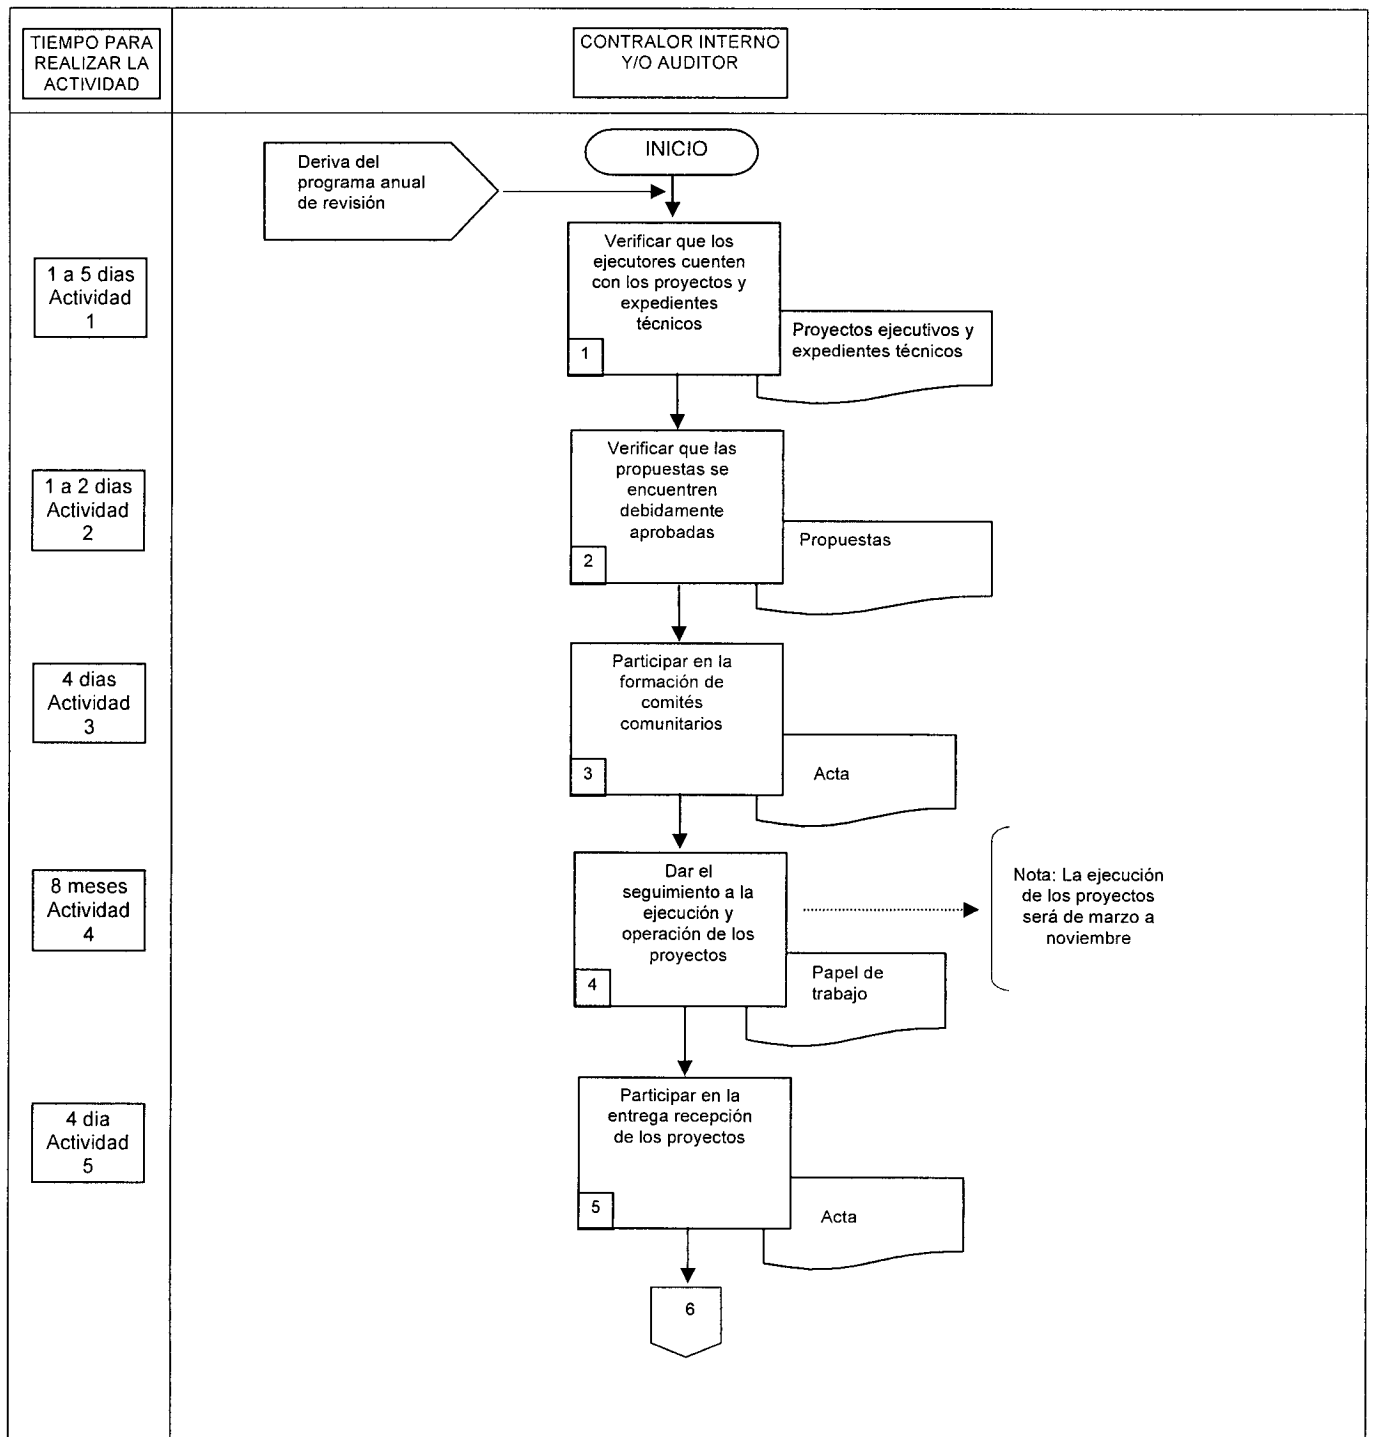 TIEMPO PARA
REALIZAR LA
ACTIVIDAD
CONTRALOR INTERNO
Y/O AUDITOR
INICIO
Deriva del
programa anual
de revisión
Verificar que los
ejecutores cuenten
con los proyectos y
expedientes
técnicos
1
Proyectos ejecutivos y
expedientes técnicos
1 a 5 dias
Actividad
1
Verificar que las
propuestas se
encuentren
debidamente
aprobadas
2
Propuestas
1 a 2 dias
Actividad
2
Participar en la
formación de
comités
comunitarios
3
Acta
4 dias
Actividad
3
Dar el
seguimiento a la
ejecución y
operación de los
proyectos
4
Papel de
trabajo
Nota: La ejecución
de los proyectos
será de marzo a
noviembre
8 meses
Actividad
4
Participar en la
entrega recepción
de los proyectos
5
Acta
4 dia
Actividad
5
6